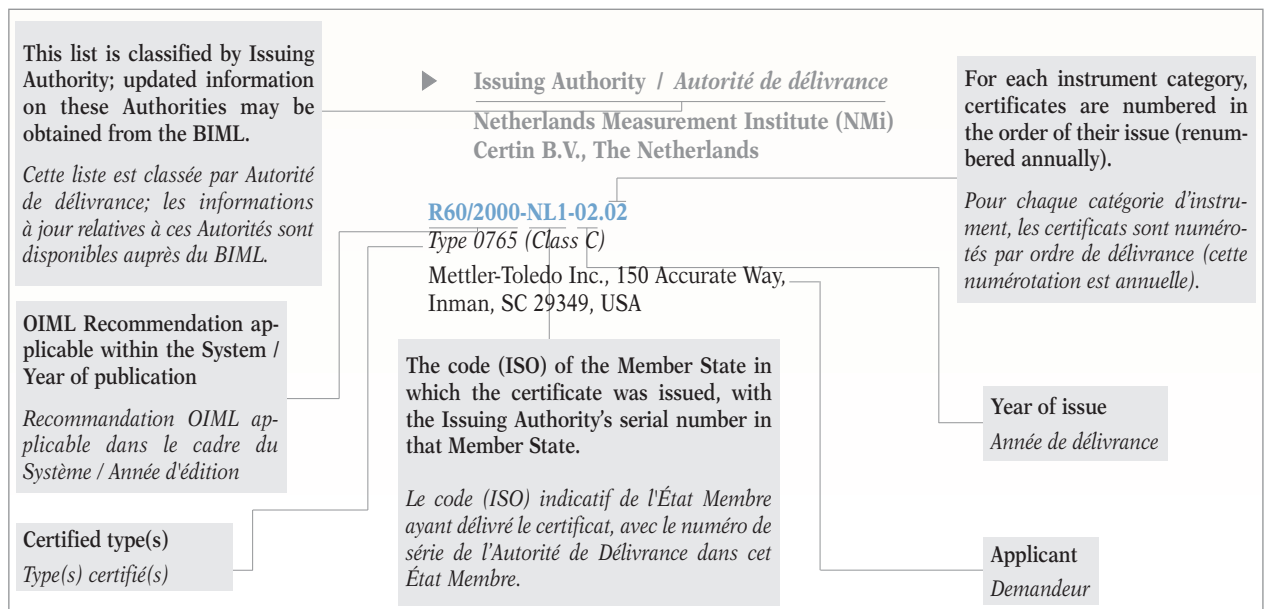 This list is classified by Issuing
Authority; updated information
on these Authorities may be
obtained from the BIML.
Cette liste est classée par Autorité
de délivrance; les informations
à jour relatives à ces Autorités sont
disponibles auprès du BIML.
Issuing Authority / Autorité de délivrance
Netherlands Measurement Institute (NMi)
Certin B.V., The Netherlands
For each instrument category,
certificates are numbered in
the order of their issue (renum-
bered annually).
Pour chaque catégorie d'instru-
ment, les certificats sont numéro-
tés par ordre de délivrance (cette
numérotation est annuelle).
R60/2000-NL1-02.02
Type 0765 (Class C)
Mettler-Toledo Inc., 150 Accurate Way,
Inman, SC 29349, USA
OIML Recommendation ap-
plicable within the System /
Year of publication
Recommandation OIML ap-
plicable dans le cadre du
Système / Année d'édition
The code (ISO) of the Member State in
which the certificate was issued, with
the Issuing Authority's serial number in
that Member State.
Le code (ISO) indicatif de l'État Membre
ayant délivré le certificat, avec le numéro de
série de l'Autorité de Délivrance dans cet
État Membre.
Year of issue
Année de délivrance
Certified type(s)
Type(s) certifié(s)
Applicant
Demandeur